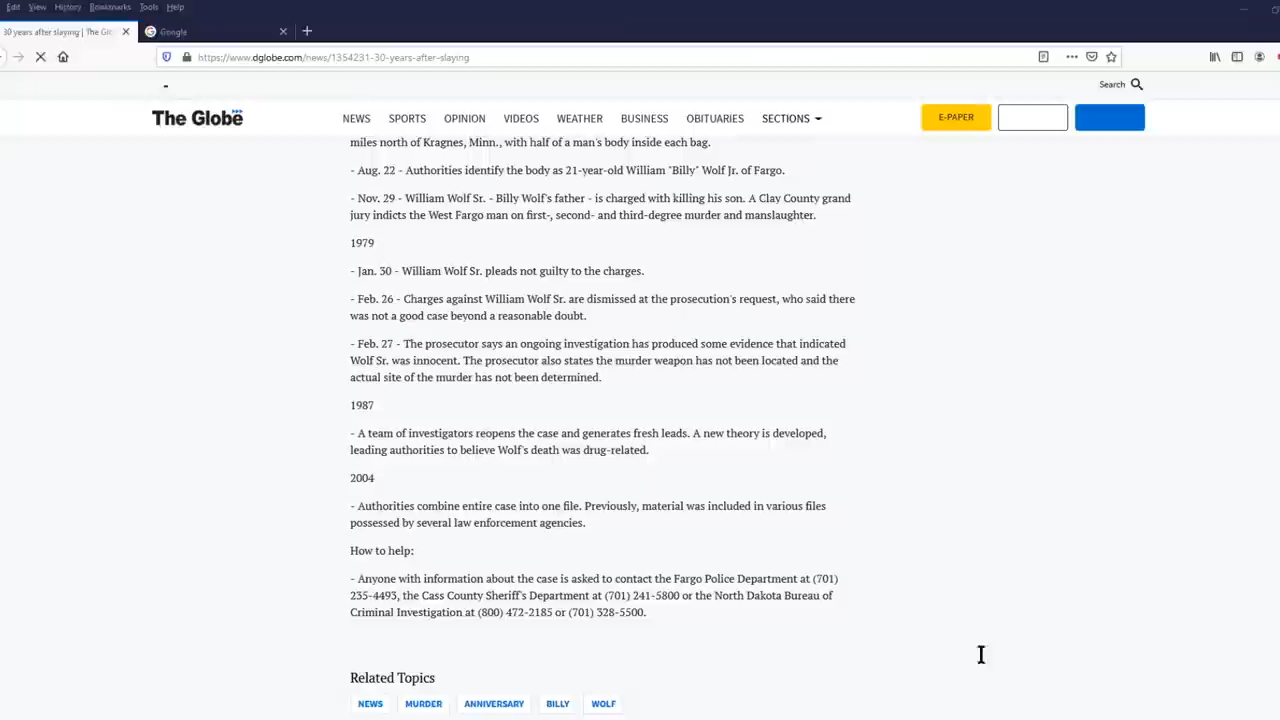 Edit View History Bookmarks Tools Help
30 years after slaying | The Glo
Google
https://www.dglobe.com/news/1354231-30-years-after-slaying
Search
The Globe
NEWS SPORTS OPINION VIDEOS WEATHER BUSINESS OBITUARIES SECTIONS
E-PAPER
miles north of Kragnes, Minn., with half of a man's body inside each bag.
- Aug. 22 - Authorities identify the body as 21-year-old William "Billy" Wolf Jr. of Fargo.
- Nov. 29 - William Wolf Sr. - Billy Wolf's father - is charged with killing his son. A Clay County grand
jury indicts the West Fargo man on first-, second- and third-degree murder and manslaughter.
1979
- Jan. 30 - William Wolf Sr. pleads not guilty to the charges.
- Feb. 26 - Charges against William Wolf Sr. are dismissed at the prosecution's request, who said there
was not a good case beyond a reasonable doubt.
- Feb. 27 - The prosecutor says an ongoing investigation has produced some evidence that indicated
Wolf Sr. was innocent. The prosecutor also states the murder weapon has not been located and the
actual site of the murder has not been determined.
1987
- A team of investigators reopens the case and generates fresh leads. A new theory is developed,
leading authorities to believe Wolf's death was drug-related.
2004
- Authorities combine entire case into one file. Previously, material was included in various files
possessed by several law enforcement agencies.
How to help:
- Anyone with information about the case is asked to contact the Fargo Police Department at (701)
235-4493, the Cass County Sheriff's Department at (701) 241-5800 or the North Dakota Bureau of
Criminal Investigation at (800) 472-2185 or (701) 328-5500.
Related Topics
NEWS MURDER ANNIVERSARY BILLY WOLF